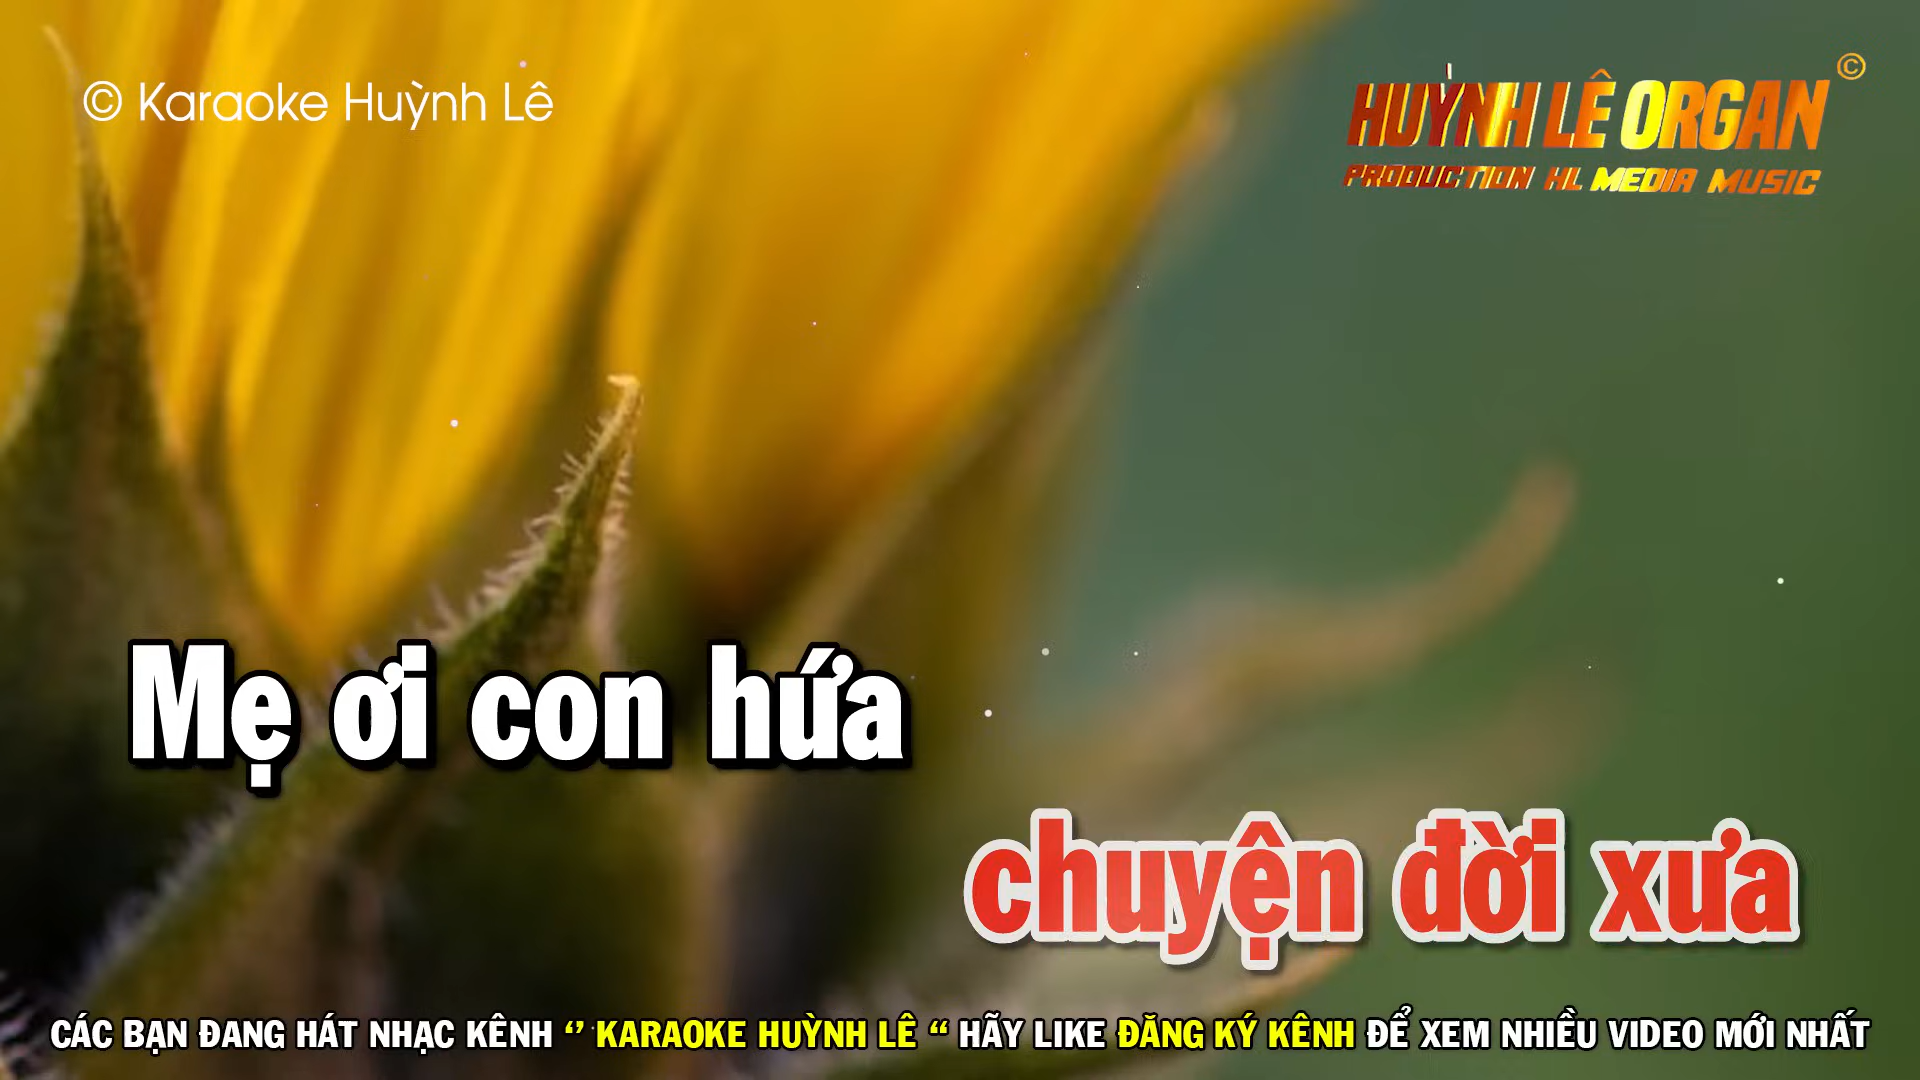 © Karaoke Huỳnh Lê
HUỲNH LÊ ORGAN ©
PRODUCTION HL MEDIA MUSIC
Mẹ ơi con hứa
chuyện đời xưa
CÁC BẠN ĐANG HÁT NHẠC KÊNH ‘’ KARAOKE HUỲNH LÊ “ HÃY LIKE ĐĂNG KÝ KÊNH ĐỂ XEM NHIỀU VIDEO MỚI NHẤT